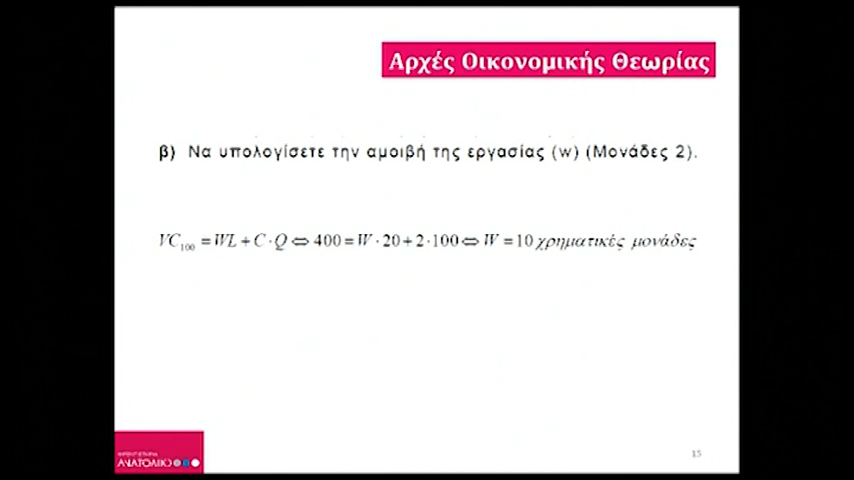 Αρχές Οικονομικής Θεωρίας
β) Να υπολογίσετε την αμοιβή της εργασίας (w) (Μονάδες 2).
VC₁₀₀ = WL + C · Q ⇔ 400 = W · 20 + 2 · 100 ⇔ W = 10 χρηματικές μονάδες
ΑΝΑΤΟΛΙΚΟ
15